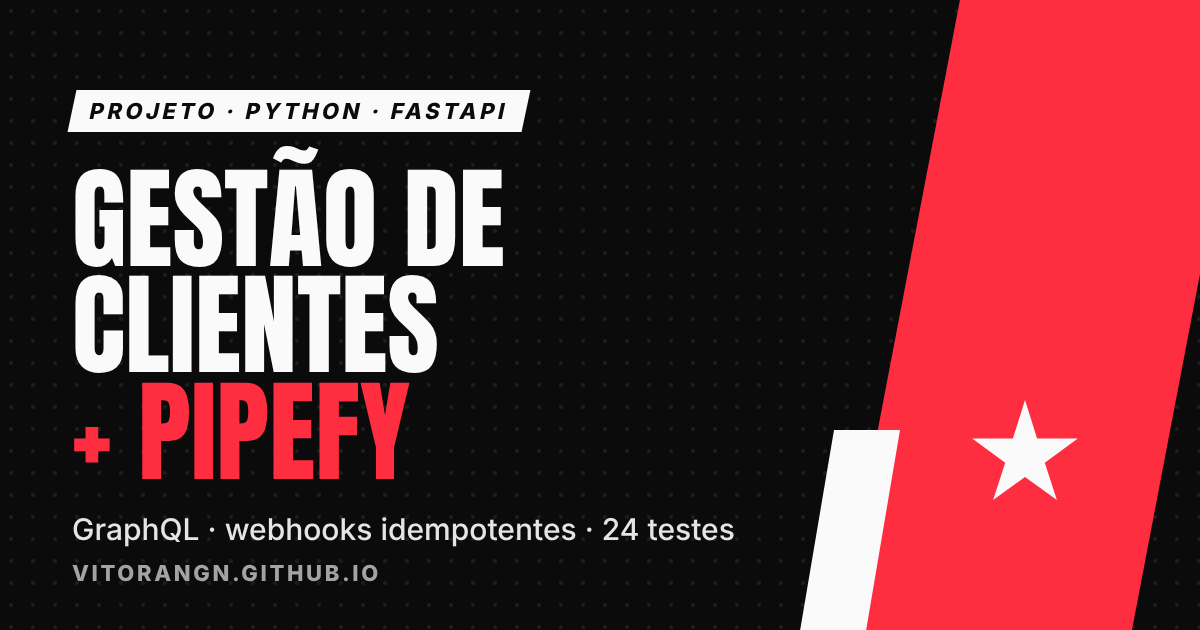 PROJETO · PYTHON · FASTAPI
GESTÃO DE
CLIENTES
+ PIPEFY
GraphQL · webhooks idempotentes · 24 testes
VITORANGN.GITHUB.IO